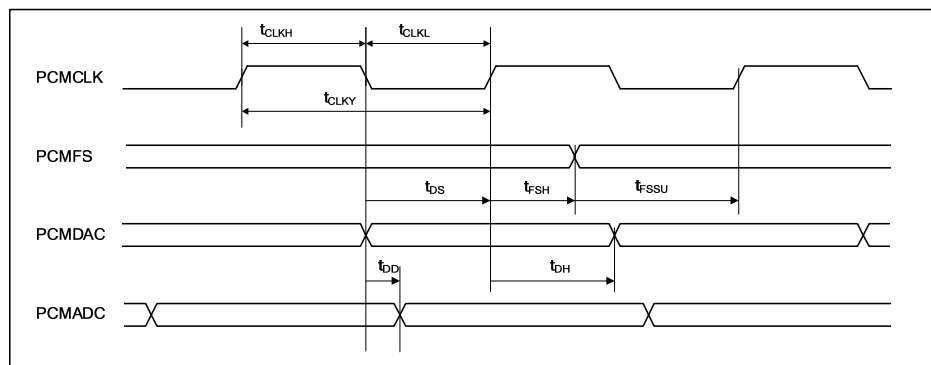 tCLKH tCLKL
PCMCLK
tCLKY
PCMFS
tDS tFSH tFSSU
PCMDAC
tDD tDH
PCMADC